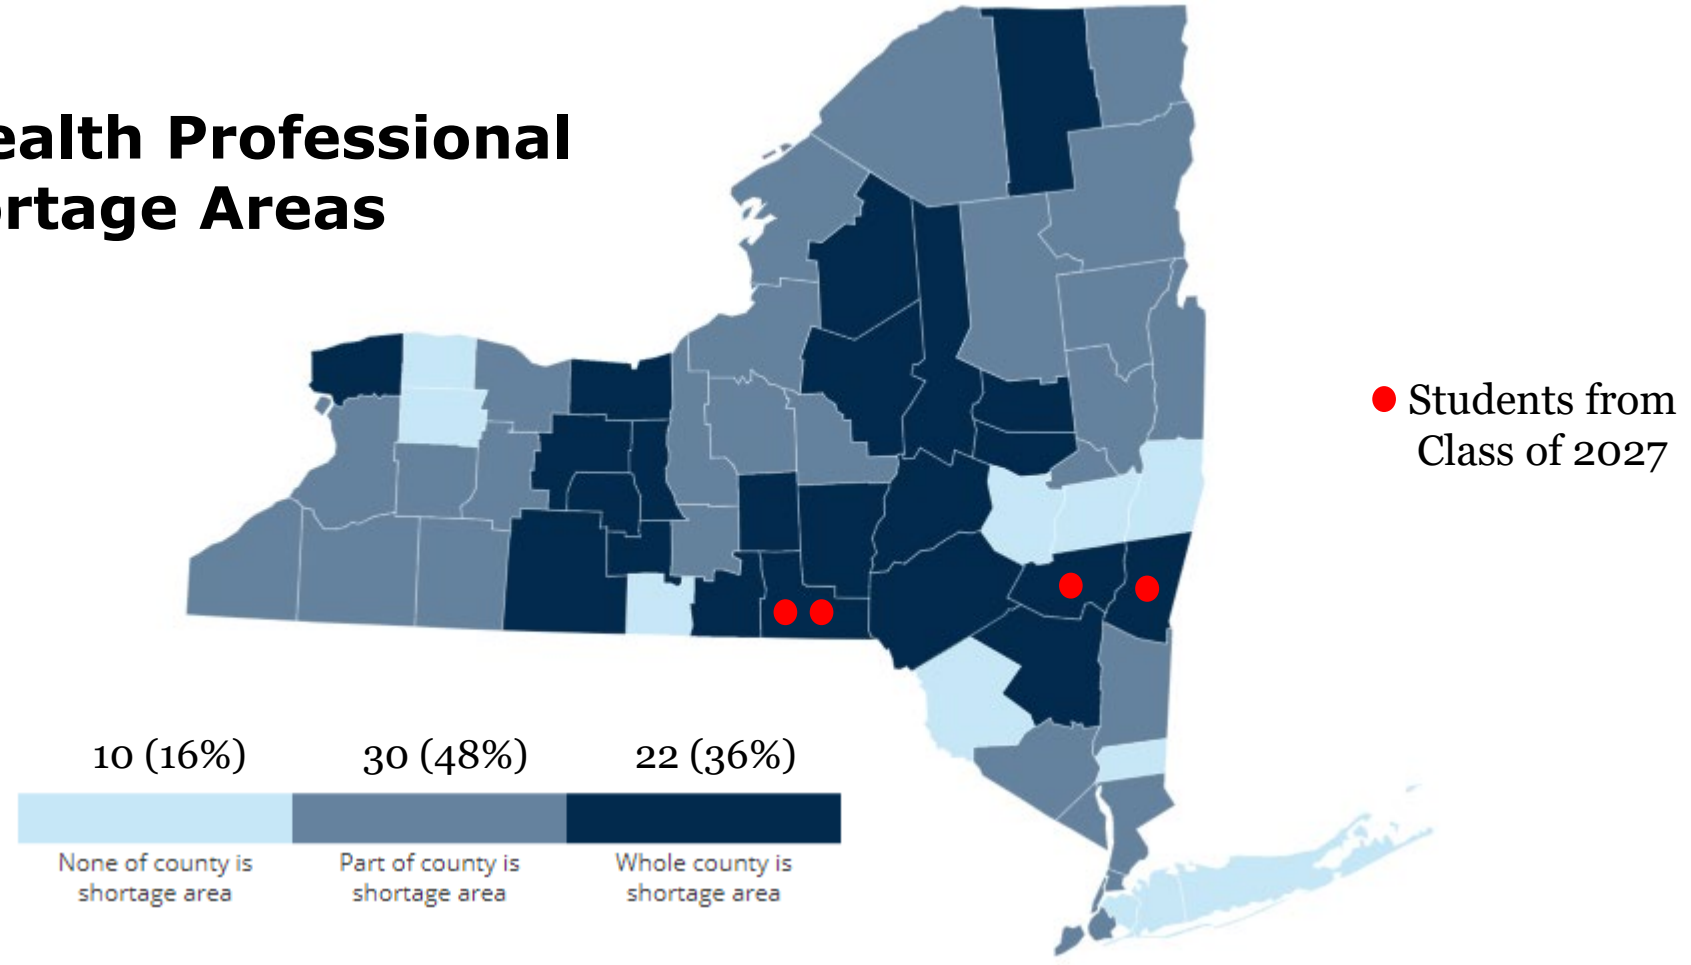 ealth Professional
ortage Areas
Students from
Class of 2027
10 (16%)
30 (48%)
22 (36%)
None of county is
shortage area
Part of county is
shortage area
Whole county is
shortage area